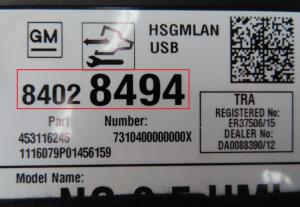 GM
HSGMLAN
USB
8402 8494
Part Number:
453116246 7310400000000X
1116079P01456159
TRA
REGISTERED No:
ER37506/15
DEALER No:
DA0088390/12
Model Name: